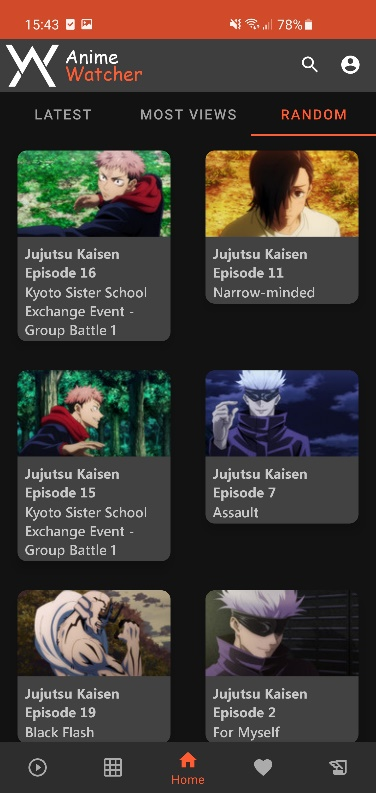 15:43 78%
Anime
Watcher
LATEST MOST VIEWS RANDOM
Jujutsu Kaisen
Episode 16
Kyoto Sister School
Exchange Event -
Group Battle 1
Jujutsu Kaisen
Episode 11
Narrow-minded
Jujutsu Kaisen
Episode 15
Kyoto Sister School
Exchange Event -
Group Battle 1
Jujutsu Kaisen
Episode 7
Assault
Jujutsu Kaisen
Episode 19
Black Flash
Jujutsu Kaisen
Episode 2
For Myself
Home